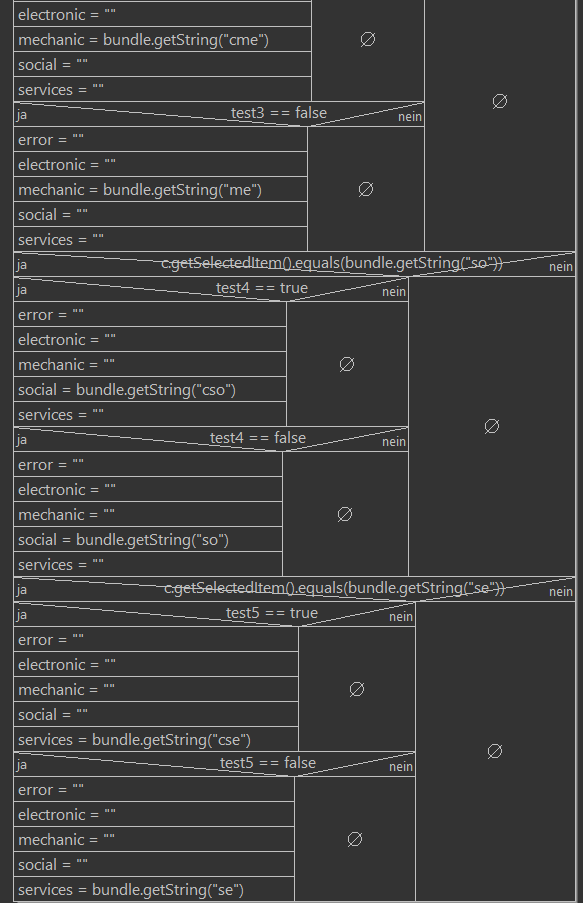 electronic = ""
mechanic = bundle.getString("cme")
social = ""
services = ""
∅
∅
test3 == false
ja
nein
error = ""
electronic = ""
mechanic = bundle.getString("me")
social = ""
services = ""
∅
c.getSelectedItem().equals(bundle.getString("so"))
ja
nein
test4 == true
ja
nein
error = ""
electronic = ""
mechanic = ""
social = bundle.getString("cso")
services = ""
∅
∅
test4 == false
ja
nein
error = ""
electronic = ""
mechanic = ""
social = bundle.getString("so")
services = ""
∅
c.getSelectedItem().equals(bundle.getString("se"))
ja
nein
test5 == true
ja
nein
error = ""
electronic = ""
mechanic = ""
social = ""
services = bundle.getString("cse")
∅
∅
test5 == false
ja
nein
error = ""
electronic = ""
mechanic = ""
social = ""
services = bundle.getString("se")
∅